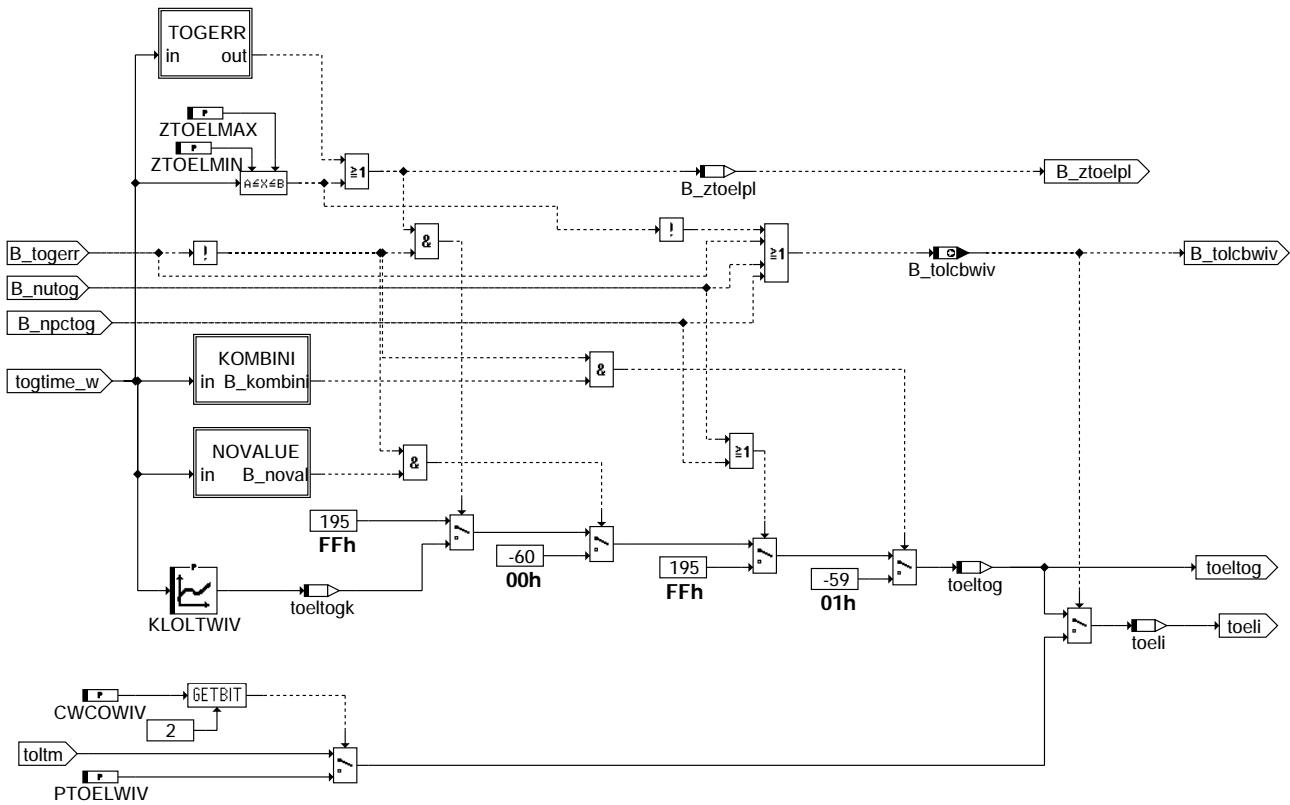 TOGERR
in out
P
ZTOELMAX
P
ZTOELMIN
A≤X≤B
≥1
B_ztoelpl
B_ztoelpl
B_togerr
!
&
!
≥1
B_tolcbwiv
B_tolcbwiv
B_nutog
B_npctog
KOMBINI
in B_kombini
&
togtime_w
NOVALUE
in B_noval
&
≥1
195
FFh
-60
00h
195
FFh
-59
01h
toeltog
toeltog
P
KLOLTWIV
toeltogk
toeli
toeli
P
CWCOWIV
GETBIT
2
toltm
P
PTOELWIV